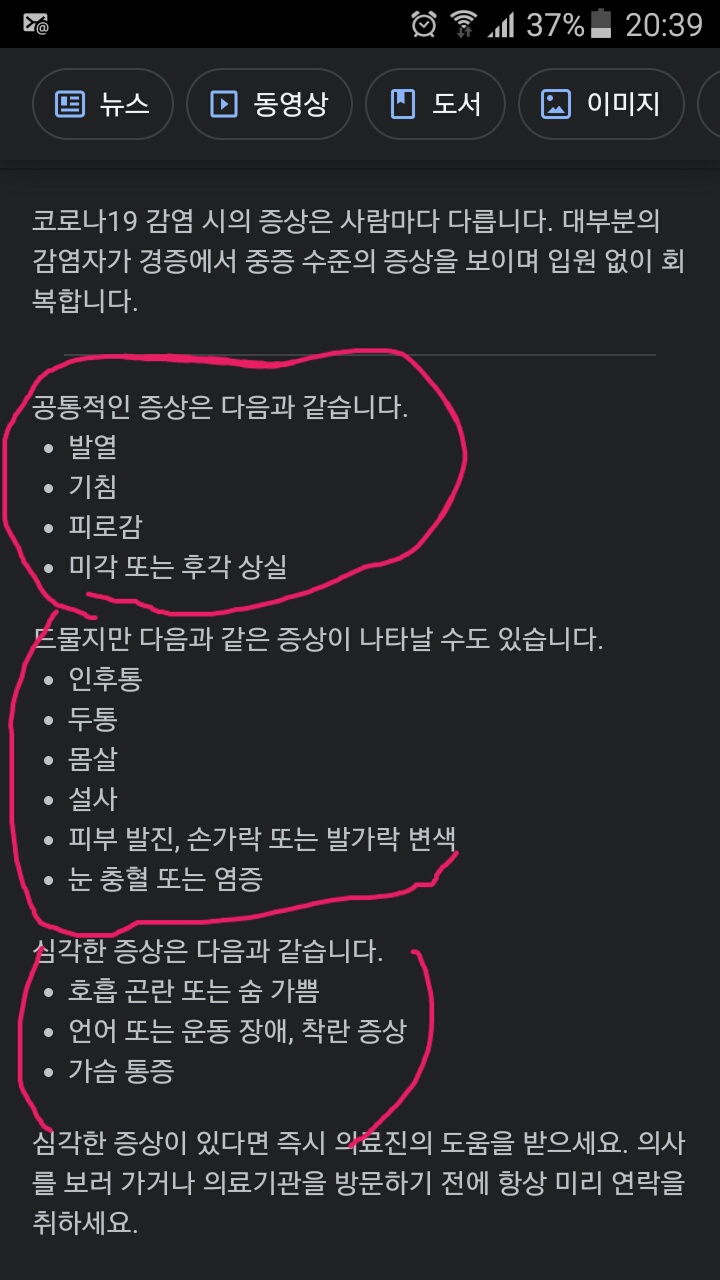 37% 20:39
뉴스 동영상 도서 이미지
코로나19 감염 시의 증상은 사람마다 다릅니다. 대부분의
감염자가 경증에서 중증 수준의 증상을 보이며 입원 없이 회
복합니다.
공통적인 증상은 다음과 같습니다.
• 발열
• 기침
• 피로감
• 미각 또는 후각 상실
드물지만 다음과 같은 증상이 나타날 수도 있습니다.
• 인후통
• 두통
• 몸살
• 설사
• 피부 발진, 손가락 또는 발가락 변색
• 눈 충혈 또는 염증
심각한 증상은 다음과 같습니다.
• 호흡 곤란 또는 숨 가쁨
• 언어 또는 운동 장애, 착란 증상
• 가슴 통증
심각한 증상이 있다면 즉시 의료진의 도움을 받으세요. 의사
를 보러 가거나 의료기관을 방문하기 전에 항상 미리 연락을
취하세요.